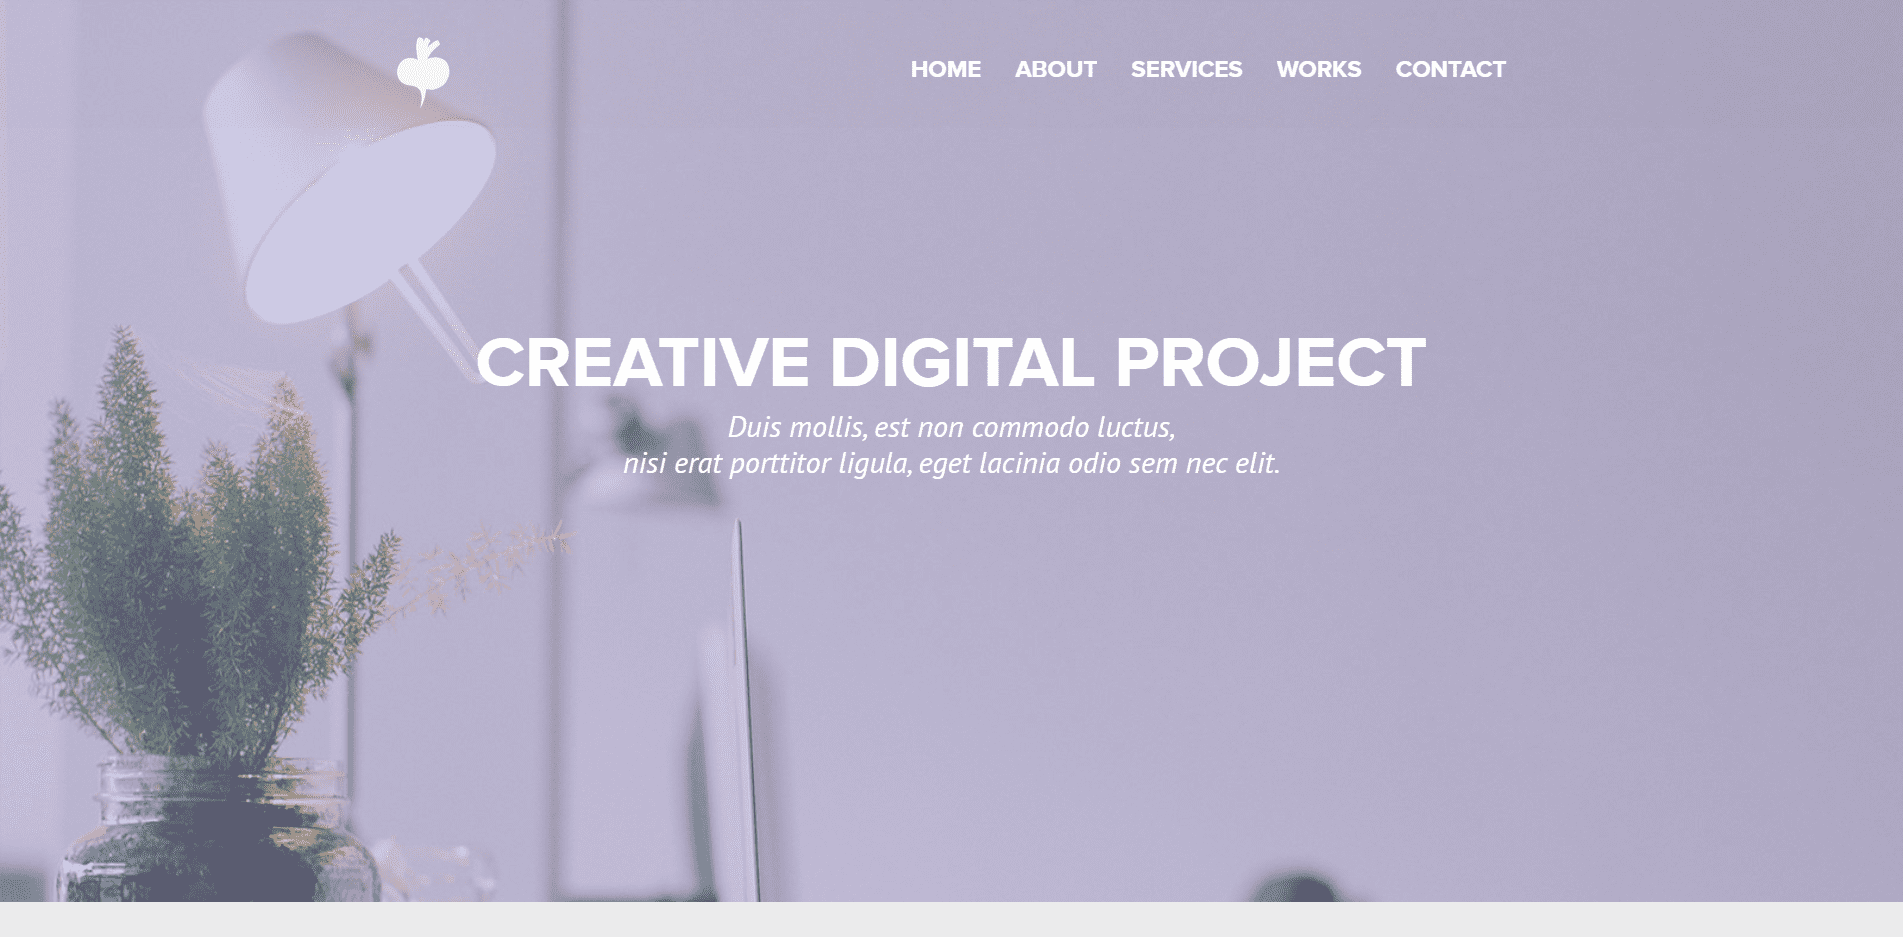 HOME ABOUT SERVICES WORKS CONTACT
CREATIVE DIGITAL PROJECT
Duis mollis, est non commodo luctus,
nisi erat porttitor ligula, eget lacinia odio sem nec elit.